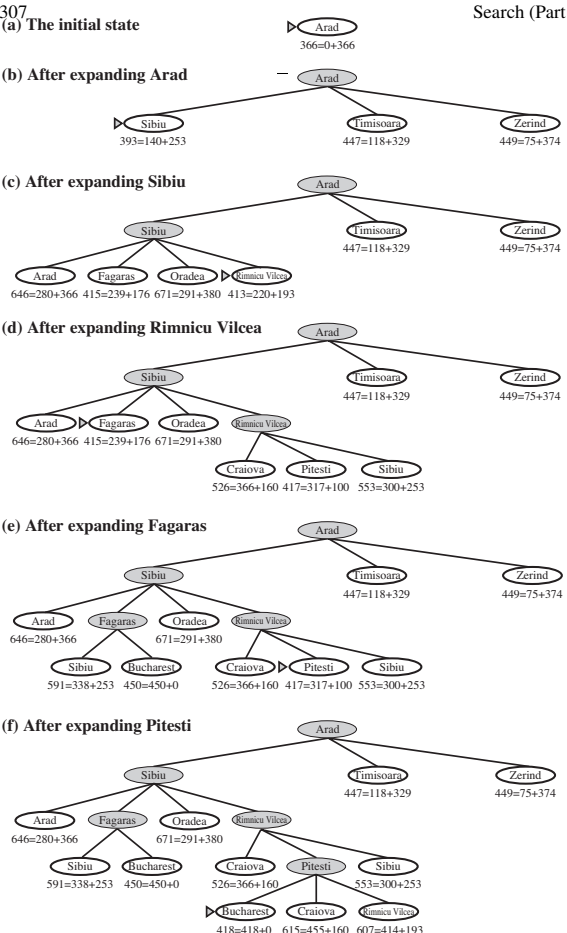 307
Search (Part
(a) The initial state
Arad
366=0+366
(b) After expanding Arad
Arad
Sibiu Timisoara Zerind
393=140+253 447=118+329 449=75+374
(c) After expanding Sibiu
Arad
Sibiu Timisoara Zerind
447=118+329 449=75+374
Arad Fagaras Oradea Rimnicu Vilcea
646=280+366 415=239+176 671=291+380 413=220+193
(d) After expanding Rimnicu Vilcea
Arad
Sibiu Timisoara Zerind
447=118+329 449=75+374
Arad Fagaras Oradea Rimnicu Vilcea
646=280+366 415=239+176 671=291+380
Craiova Pitesti Sibiu
526=366+160 417=317+100 553=300+253
(e) After expanding Fagaras
Arad
Sibiu Timisoara Zerind
447=118+329 449=75+374
Arad Fagaras Oradea Rimnicu Vilcea
646=280+366 671=291+380
Sibiu Bucharest Craiova Pitesti Sibiu
591=338+253 450=450+0 526=366+160 417=317+100 553=300+253
(f) After expanding Pitesti
Arad
Sibiu Timisoara Zerind
447=118+329 449=75+374
Arad Fagaras Oradea Rimnicu Vilcea
646=280+366 671=291+380
Sibiu Bucharest Craiova Pitesti Sibiu
591=338+253 450=450+0 526=366+160 553=300+253
Bucharest Craiova Rimnicu Vilcea
418=418+0 615=455+160 607=414+193